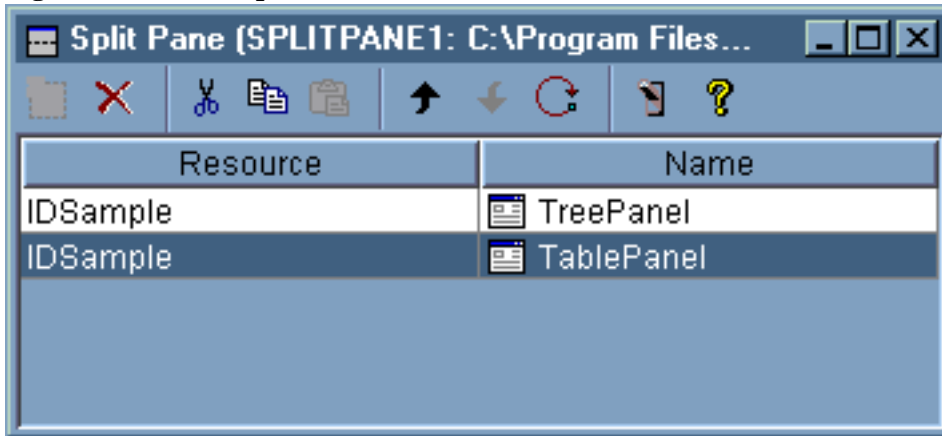 Split Pane (SPLITPANE1: C:\Program Files...
Resource Name
IDSample TreePanel
IDSample TablePanel